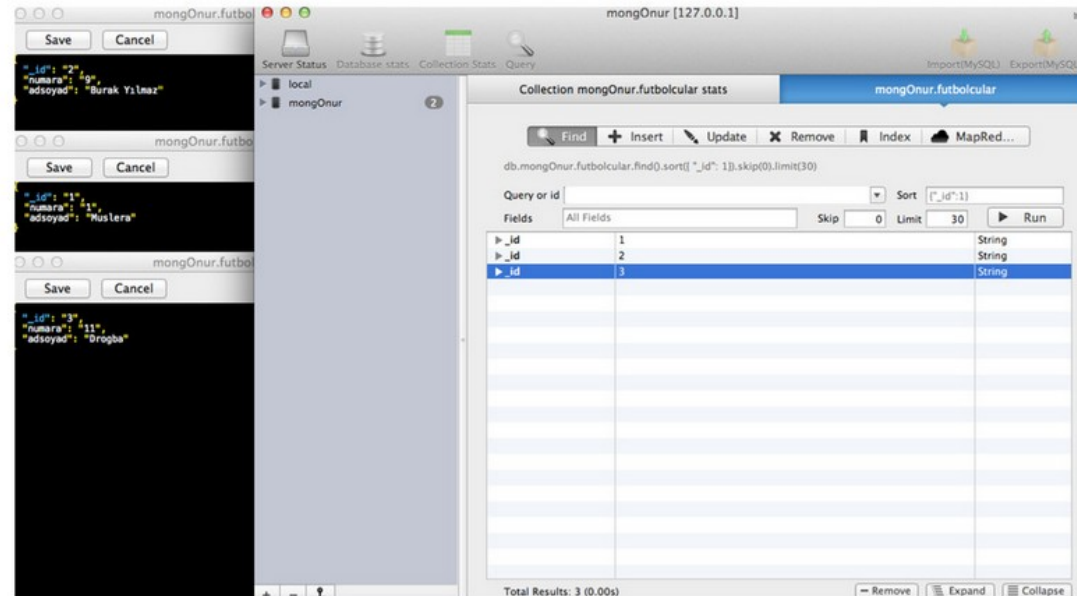 mongOnur.futbol
Save Cancel
"_id": "2",
"numara": "9",
"adsoyad": "Burak Yılmaz"
mongOnur.futbo
Save Cancel
"_id": "1",
"numara": "1",
"adsoyad": "Muslera"
}
mongOnur.futbol
Save Cancel
"_id": "3",
"numara": "11",
"adsoyad": "Drogba"
mongOnur [127.0.0.1]
Server Status Database stats Collection Stats Query Import(MySQL) Export(MySQL
local
mongOnur 2
Collection mongOnur.futbolcular stats mongOnur.futbolcular
Find Insert Update Remove Index MapRed...
db.mongOnur.futbolcular.find().sort([ "_id": 1]).skip(0).limit(30)
Query or id Sort {"_id":1}
Fields All Fields Skip 0 Limit 30 Run
_id 1 String
_id 2 String
_id 3 String
+ −
Total Results: 3 (0.00s) − Remove Expand Collapse